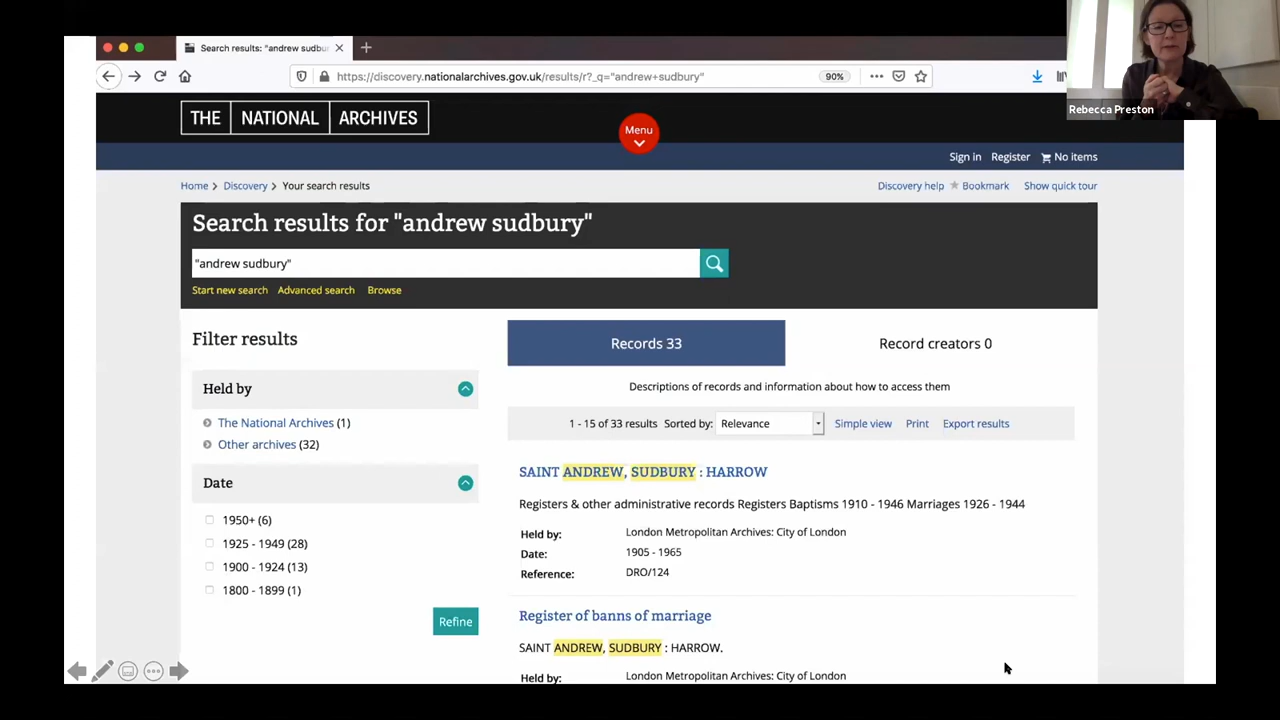 Search results: "andrew sudbu
https://discovery.nationalarchives.gov.uk/results/r?_q="andrew+sudbury"
90%
Rebecca Preston
THE NATIONAL ARCHIVES
Menu
Sign in Register No items
Home > Discovery > Your search results
Discovery help Bookmark Show quick tour
Search results for "andrew sudbury"
"andrew sudbury"
Start new search Advanced search Browse
Filter results
Held by
The National Archives (1)
Other archives (32)
Date
1950+ (6)
1925 - 1949 (28)
1900 - 1924 (13)
1800 - 1899 (1)
Refine
Records 33
Record creators 0
Descriptions of records and information about how to access them
1 - 15 of 33 results Sorted by: Relevance Simple view Print Export results
SAINT ANDREW, SUDBURY : HARROW
Registers & other administrative records Registers Baptisms 1910 - 1946 Marriages 1926 - 1944
Held by: London Metropolitan Archives: City of London
Date: 1905 - 1965
Reference: DRO/124
Register of banns of marriage
SAINT ANDREW, SUDBURY : HARROW.
Held by: London Metropolitan Archives: City of London